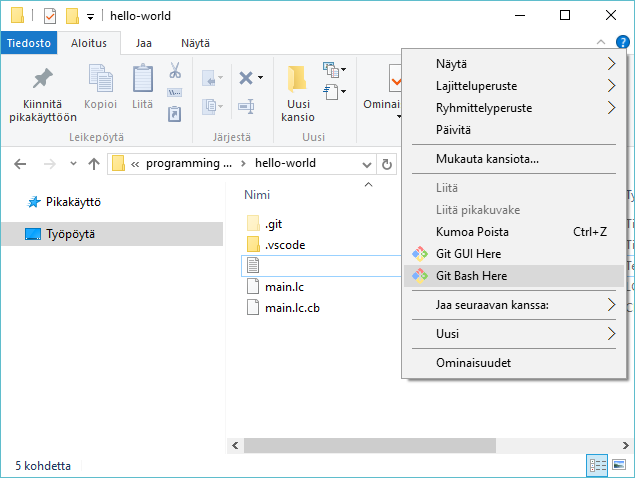 hello-world
Tiedosto
Aloitus
Jaa
Näytä
Kiinnitä pikakäyttöön
Kopioi
Liitä
Uusi kansio
Ominai
Leikepöytä
Järjestä
Uusi
programming ...
hello-world
Pikakäyttö
Työpöytä
Nimi
.git
.vscode
main.lc
main.lc.cb
Näytä
Lajitteluperuste
Ryhmittelyperuste
Päivitä
Mukauta kansiota...
Liitä
Liitä pikakuvake
Kumoa Poista Ctrl+Z
Git GUI Here
Git Bash Here
Jaa seuraavan kanssa:
Uusi
Ominaisuudet
5 kohdetta